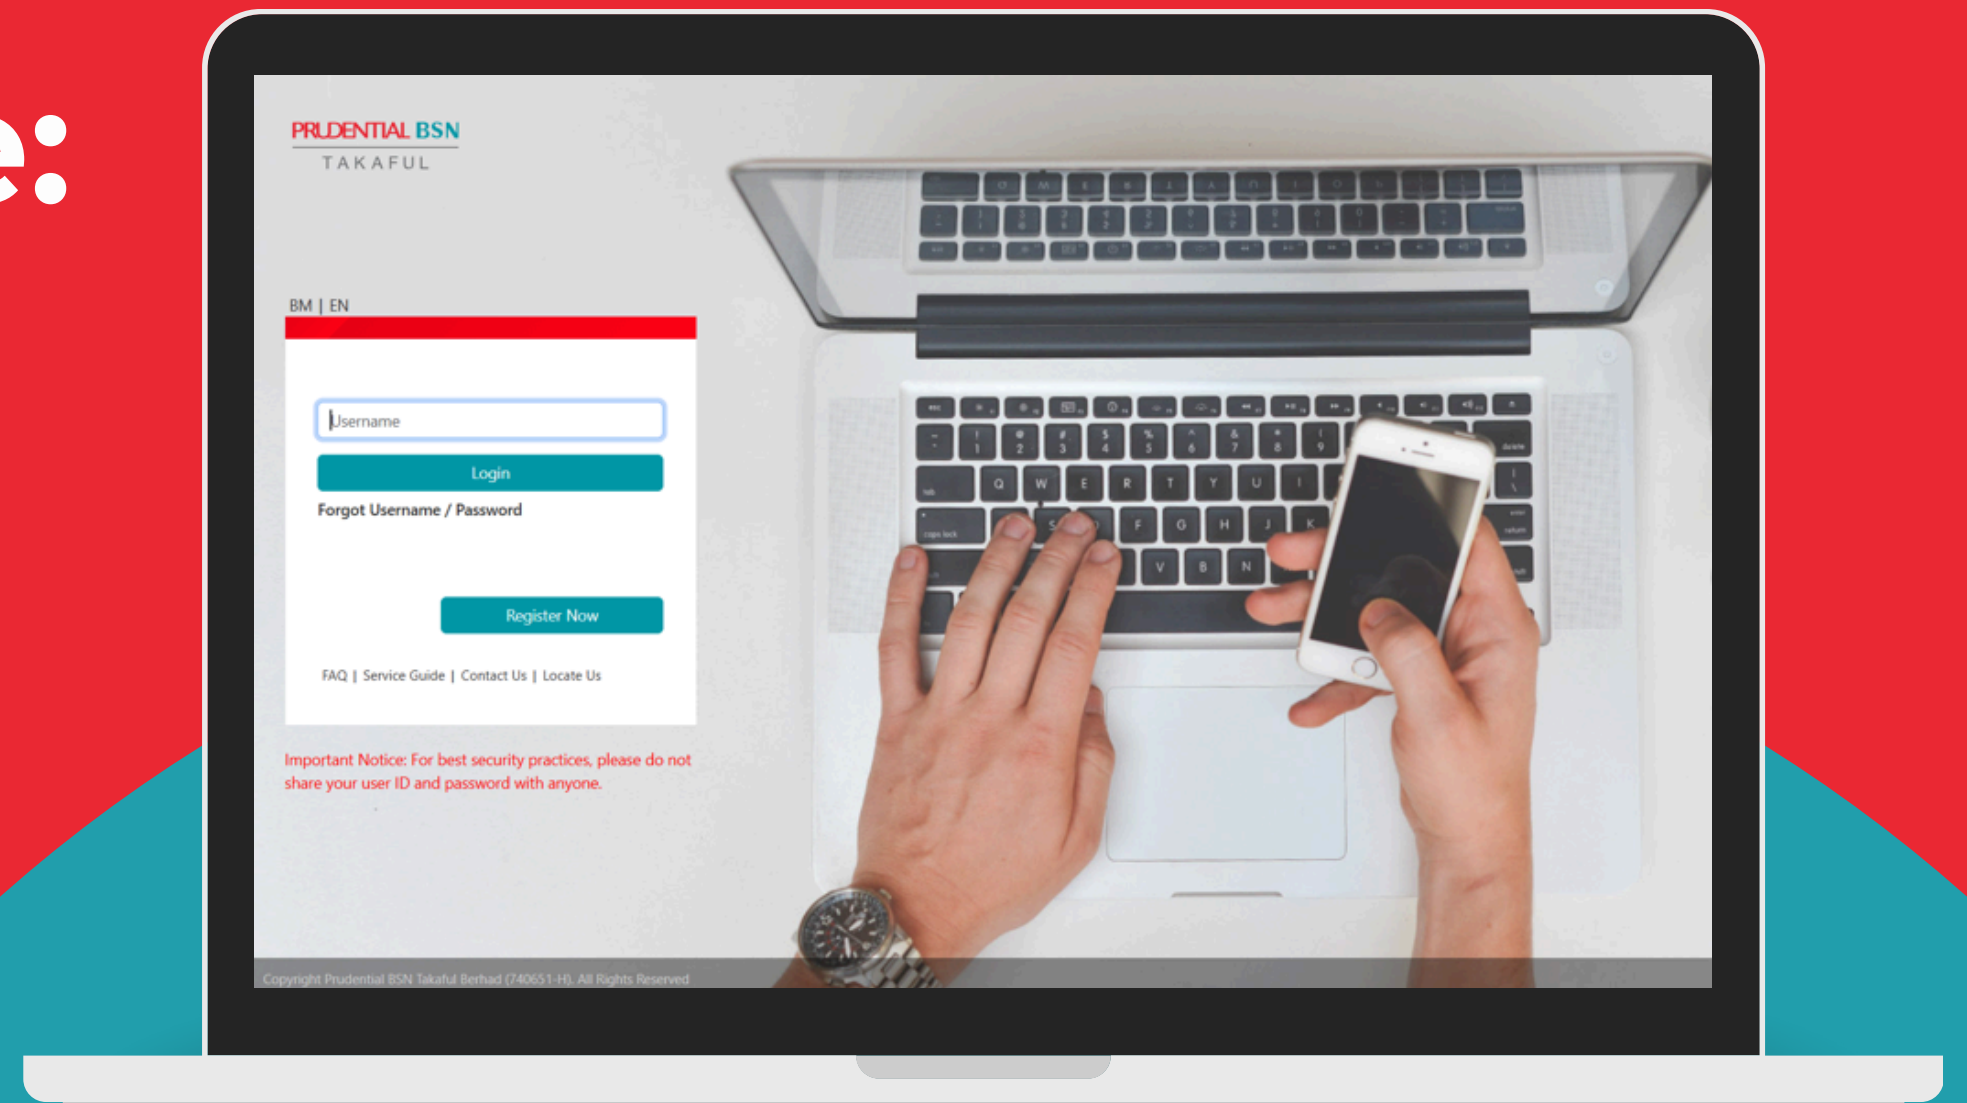 e:
PRUDENTIAL BSN
TAKAFUL
BM | EN
Username
Login
Forgot Username / Password
Register Now
FAQ | Service Guide | Contact Us | Locate Us
Important Notice: For best security practices, please do not
share your user ID and password with anyone.
Copyright Prudential BSN Takaful Berhad (740651-H). All Rights Reserved